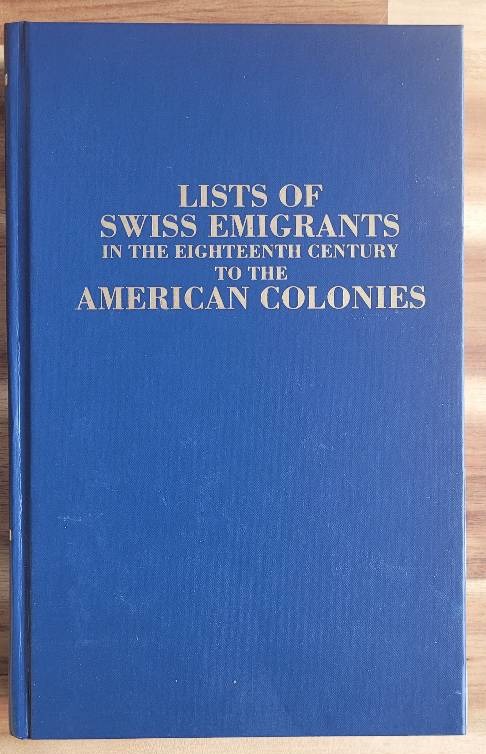 LISTS OF
SWISS EMIGRANTS
IN THE EIGHTEENTH CENTURY
TO THE
AMERICAN COLONIES